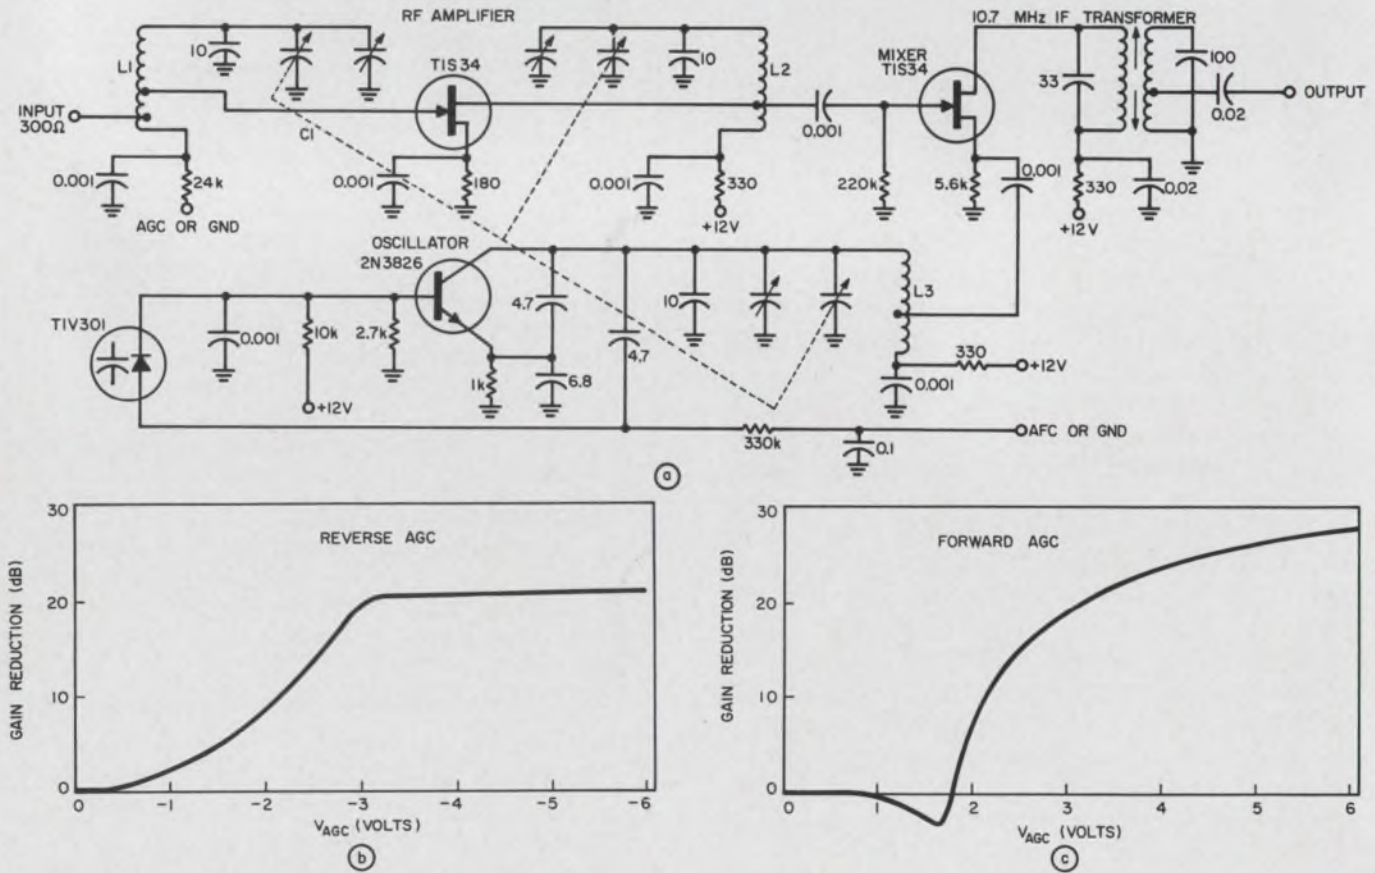 RF AMPLIFIER
10.7 MHz IF TRANSFORMER
10
L1
TIS34
10
L2
MIXER
TIS34
33
100
0.02
OUTPUT
INPUT
300Ω
C1
0.001
0.001
24k
AGC OR GND
0.001
180
0.001
330
+12V
220k
5.6k
0.001
330
+12V
0.02
OSCILLATOR
2N3826
TIV301
0.001
10k
+12V
2.7k
1k
4.7
6.8
4.7
10
L3
330
+12V
0.001
330k
0.1
AFC OR GND
a
GAIN REDUCTION (dB)
30
20
10
0
REVERSE AGC
0 -1 -2 -3 -4 -5 -6
VAGC (VOLTS)
b
GAIN REDUCTION (dB)
30
20
10
0
FORWARD AGC
0 1 2 3 4 5 6
VAGC (VOLTS)
c